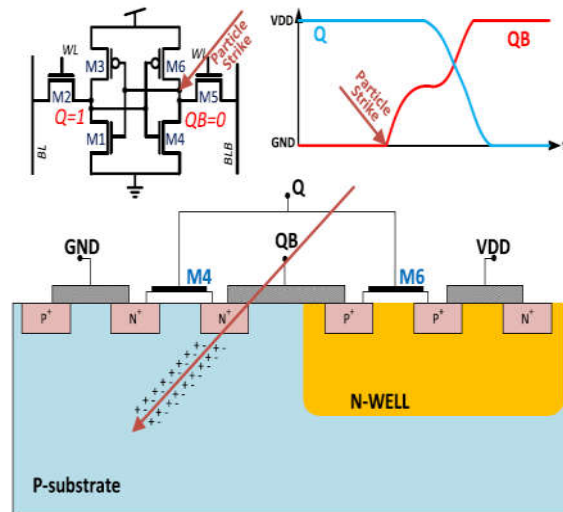 WL
M3
M6
WL
Particle
Strike
M2
M5
Q=1
QB=0
M1
M4
BL
BLB
VDD
Q
QB
Particle
Strike
GND
t
Q
GND
QB
VDD
M4
M6
P+
N+
N+
P+
P+
N+
+ -
+ -
+ -
+ -
+ -
+ -
+ -
+ -
+ -
+ -
N-WELL
P-substrate